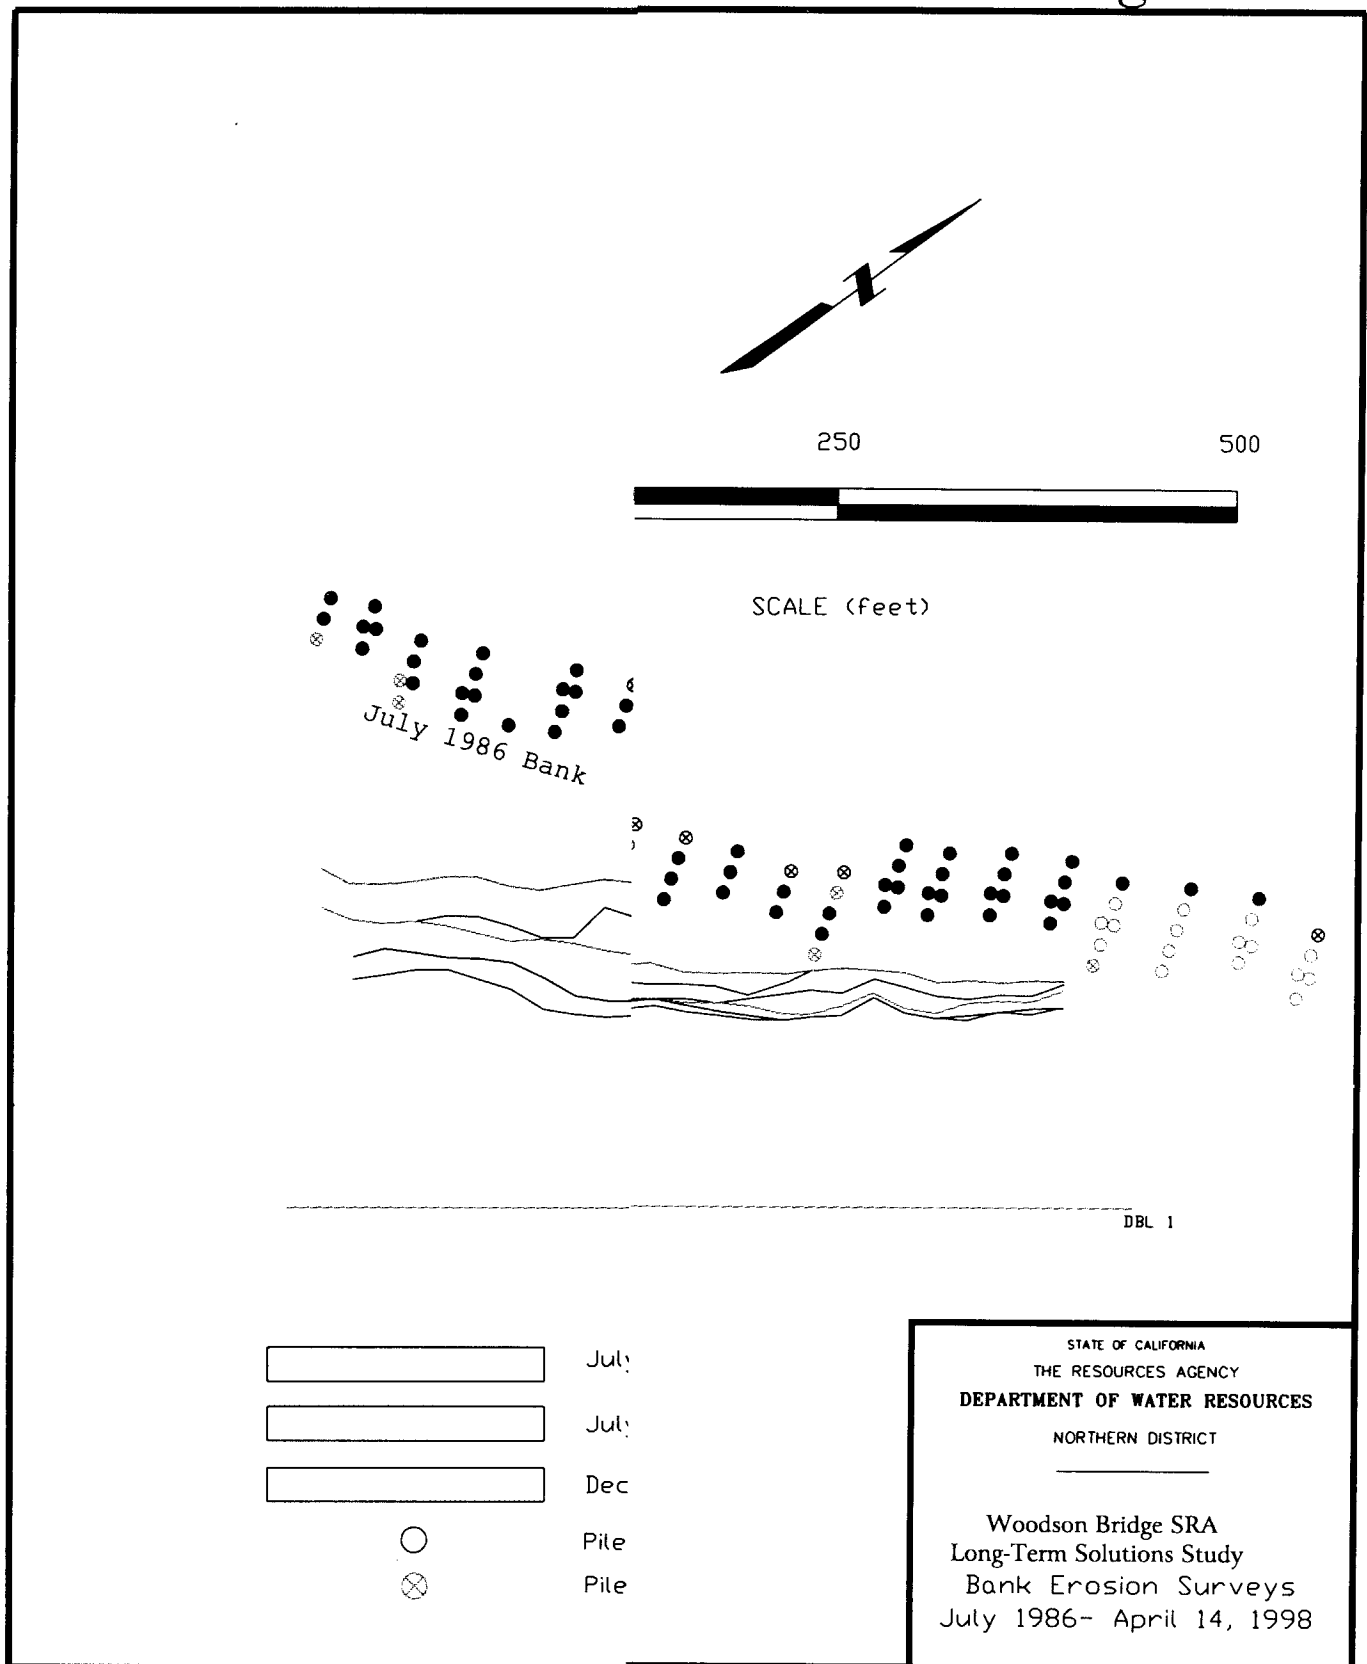 250 500
SCALE (feet)
July 1986 Bank
DBL 1
July
July
Dec
Pile
Pile
STATE OF CALIFORNIA
THE RESOURCES AGENCY
DEPARTMENT OF WATER RESOURCES
NORTHERN DISTRICT
Woodson Bridge SRA
Long-Term Solutions Study
Bank Erosion Surveys
July 1986- April 14, 1998